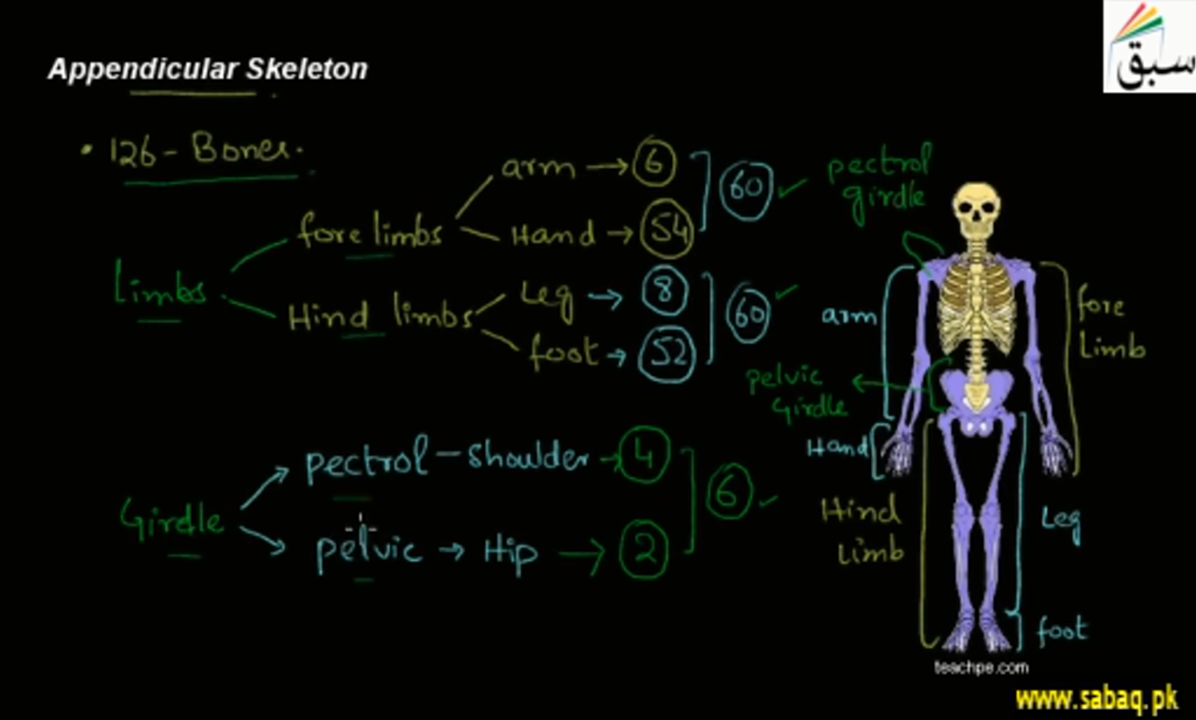 Appendicular Skeleton
سبق
• 126 - Bones.
Limbs
fore limbs
arm → 6
Hand → 54
60 ✓
Hind limbs
Leg → 8
foot → 52
60 ✓
Girdle
pectrol - shoulder → 4
pelvic → Hip → 2
6 ✓
pectrol
girdle
arm
fore
Limb
pelvic
Girdle
Hand
Hind
Limb
Leg
foot
teachpe.com
www.sabaq.pk